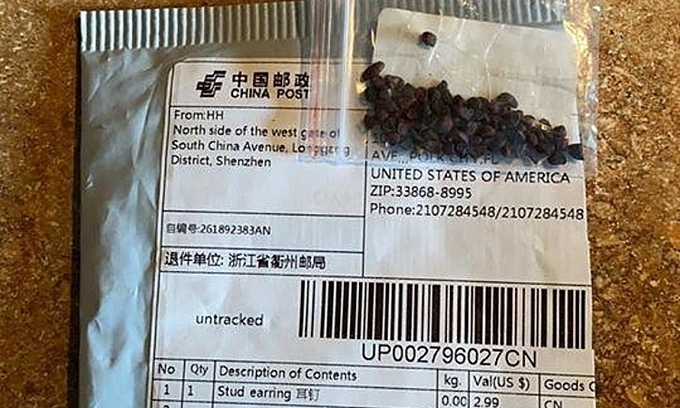 中国邮政
CHINA POST
From:HH
North side of the west gate of
South China Avenue, Longgang
District, Shenzhen
AVE.,,POLK CITY,FL
UNITED STATES OF AMERICA
ZIP:33868-8995
Phone:2107284548/2107284548
自编号:261892383AN
退件单位: 浙江省衢州邮局
untracked
UP002796027CN
No Qty Description of Contents kg. Val(US $) Goods
1 1 Stud earring 耳钉 0.00 2.99 CN